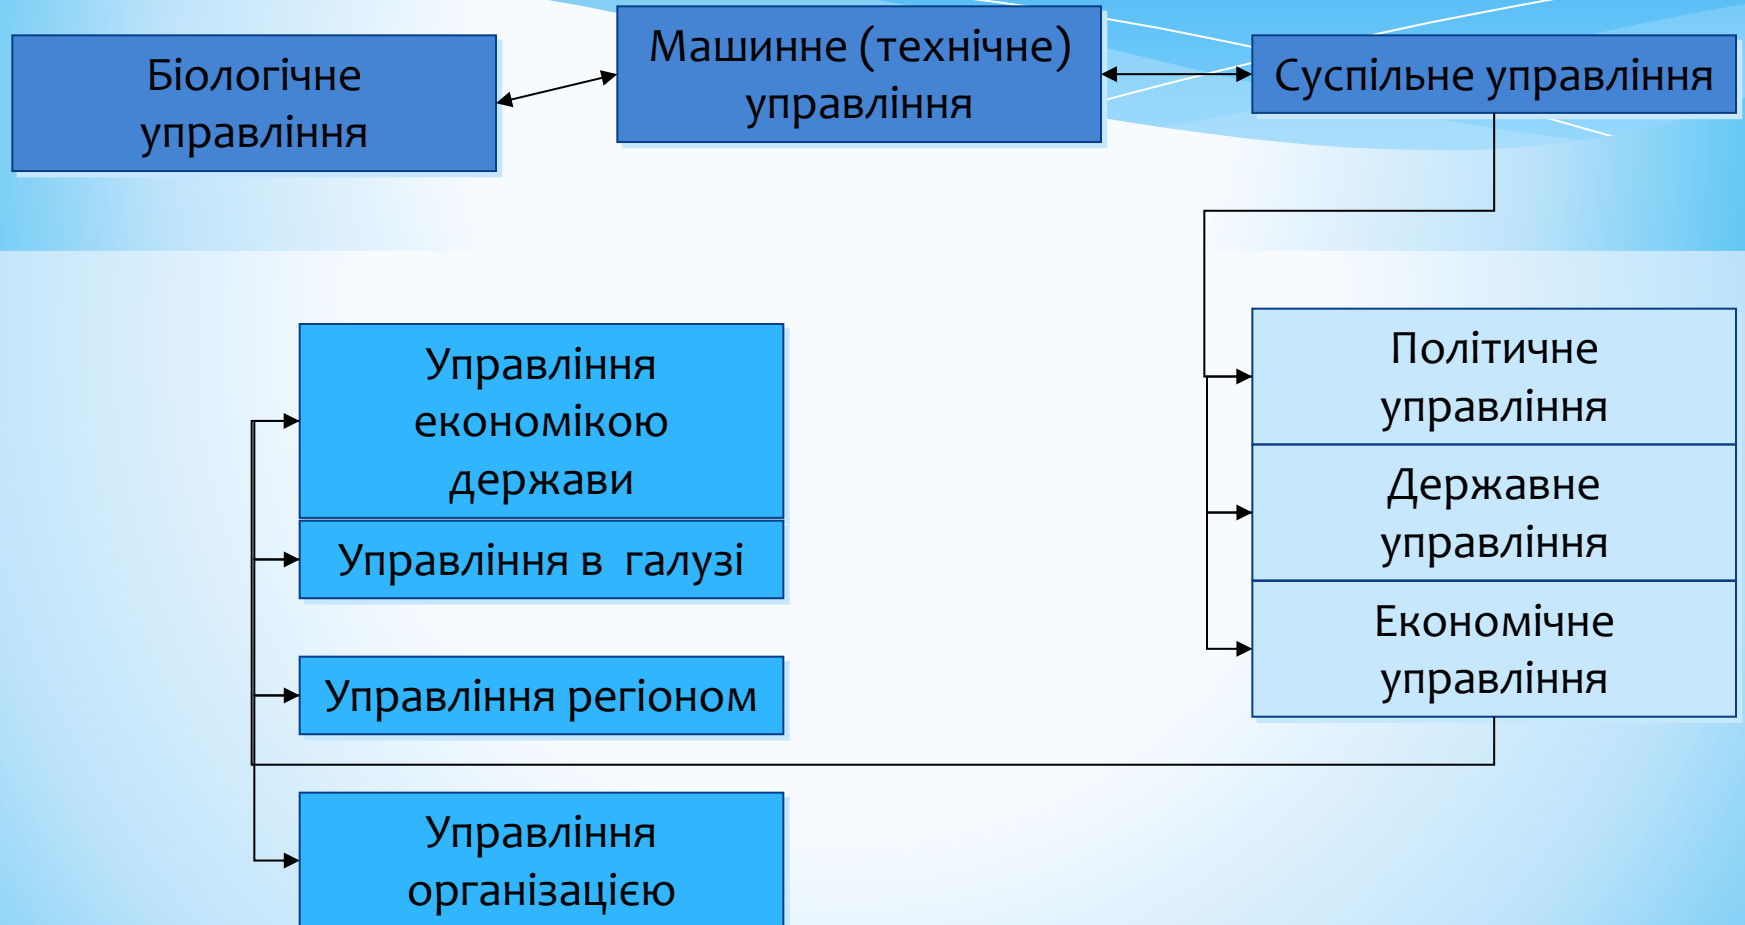 Біологічне
управління
Машинне (технічне)
управління
Суспільне управління
Політичне
управління
Державне
управління
Економічне
управління
Управління
економікою
держави
Управління в галузі
Управління регіоном
Управління
організацією